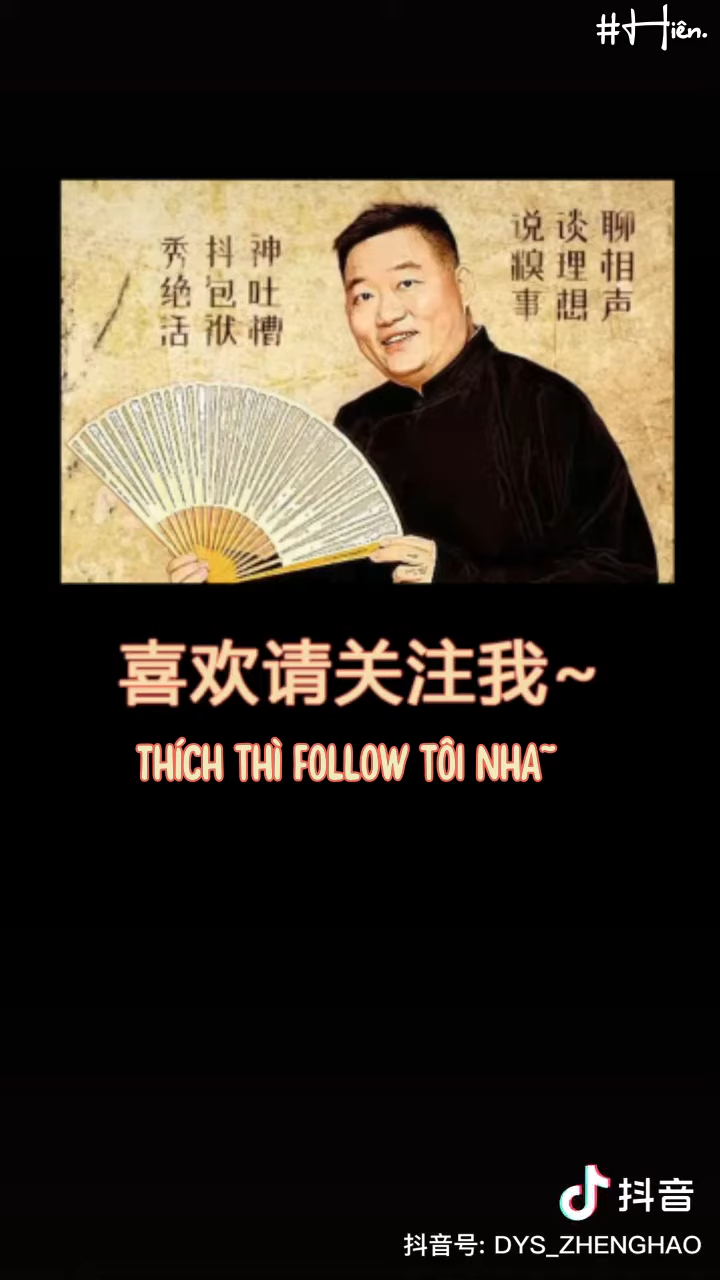 #Hiên.
聊相声
谈理想
说糗事
神吐槽
抖包袱
秀绝活
喜欢请关注我~
THÍCH THÌ FOLLOW TÔI NHA~
抖音
抖音号: DYS_ZHENGHAO